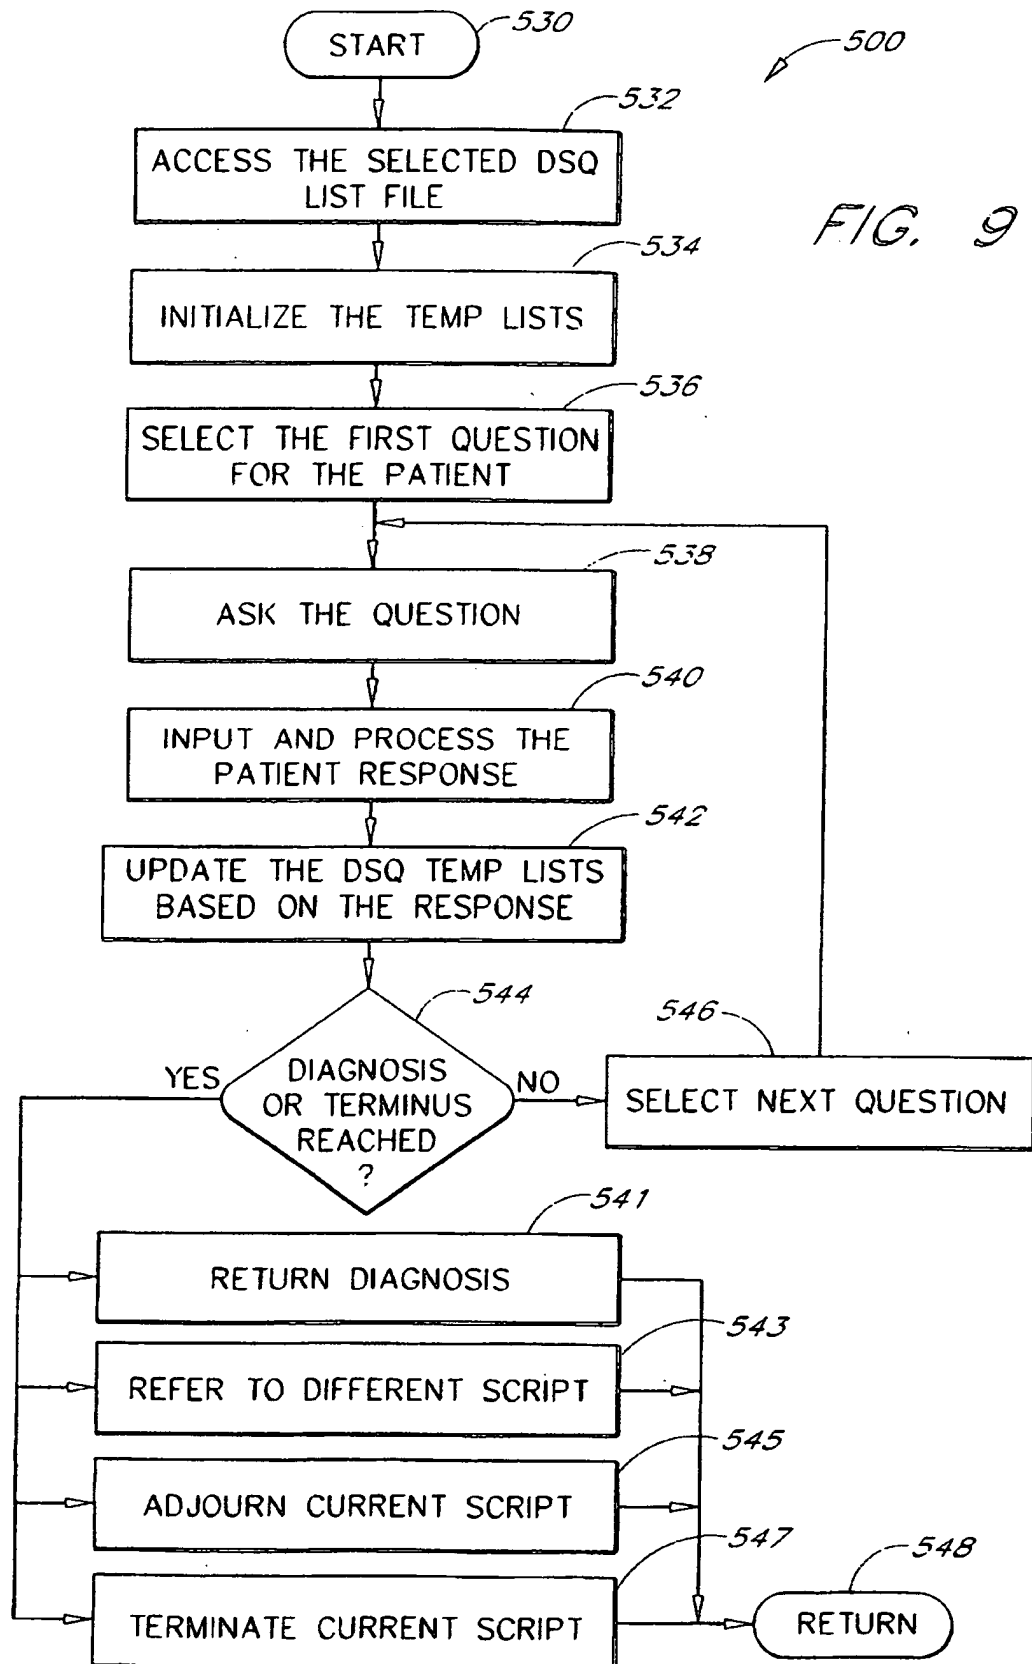 START
530
500
532
ACCESS THE SELECTED DSQ
LIST FILE
FIG. 9
534
INITIALIZE THE TEMP LISTS
536
SELECT THE FIRST QUESTION
FOR THE PATIENT
538
ASK THE QUESTION
540
INPUT AND PROCESS THE
PATIENT RESPONSE
542
UPDATE THE DSQ TEMP LISTS
BASED ON THE RESPONSE
544
DIAGNOSIS
OR TERMINUS
REACHED
?
YES
NO
546
SELECT NEXT QUESTION
541
RETURN DIAGNOSIS
543
REFER TO DIFFERENT SCRIPT
545
ADJOURN CURRENT SCRIPT
547
TERMINATE CURRENT SCRIPT
548
RETURN